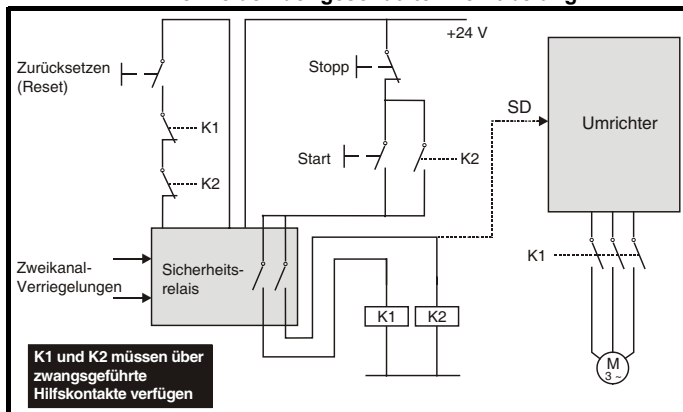 +24 V
Zurücksetzen
(Reset)
Stopp
K1
SD
Umrichter
Start
K2
K2
Zweikanal-
Verriegelungen
Sicherheits-
relais
K1
K1
K2
K1 und K2 müssen über
zwangsgeführte
Hilfskontakte verfügen
M
3 ~